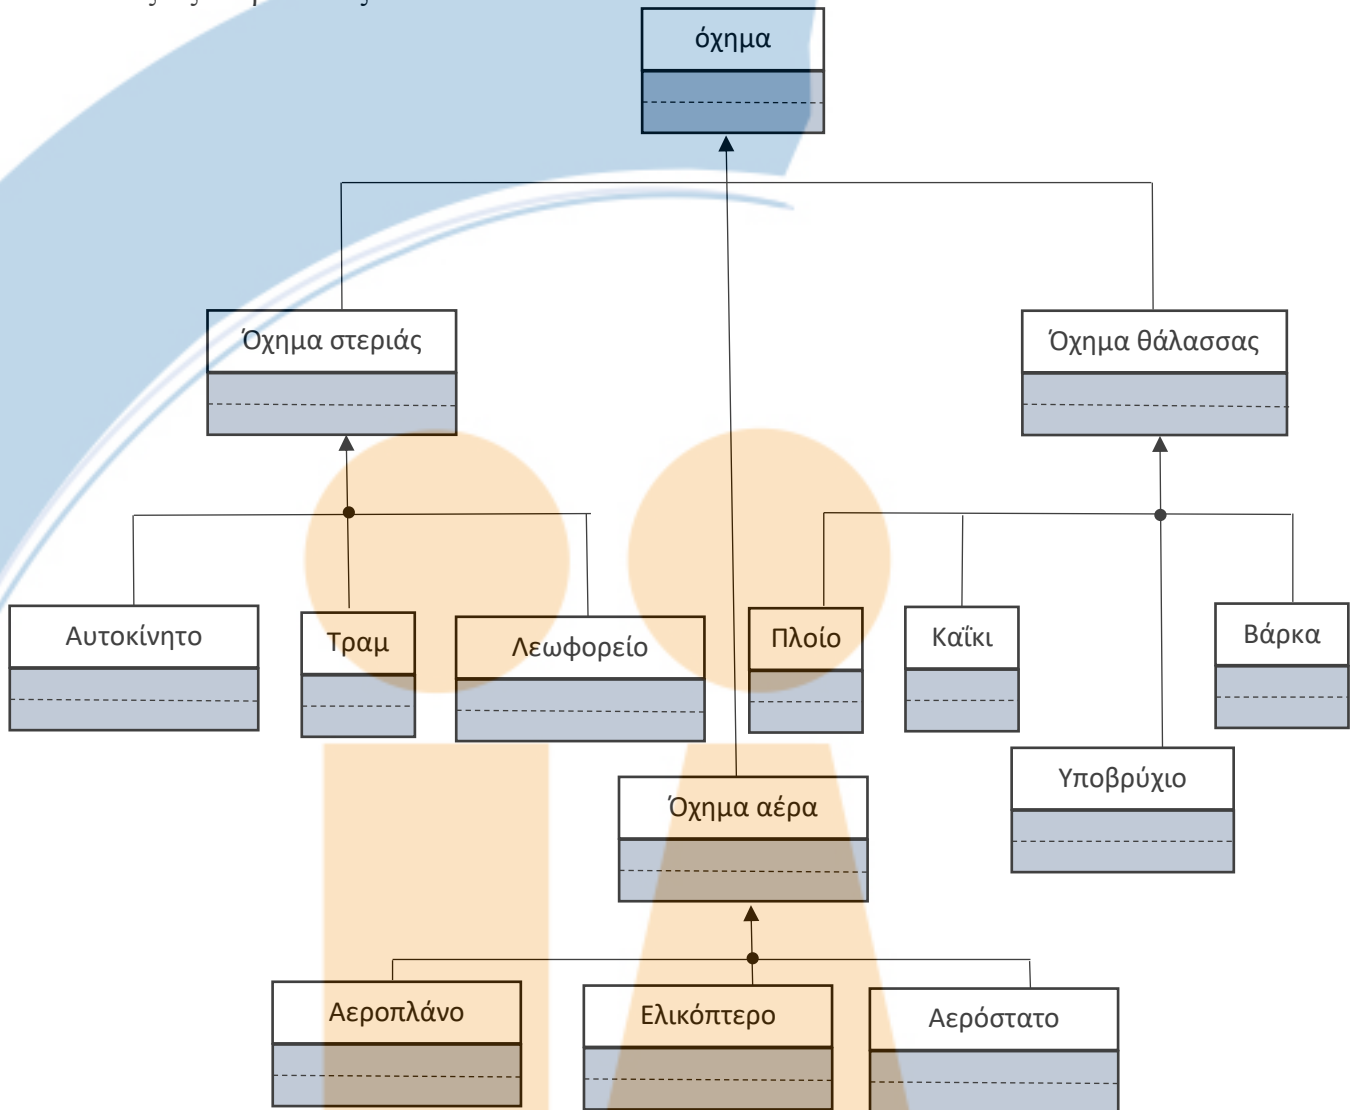 όχημα
Όχημα στεριάς
Όχημα θάλασσας
Αυτοκίνητο
Τραμ
Λεωφορείο
Πλοίο
Καΐκι
Βάρκα
Υποβρύχιο
Όχημα αέρα
Αεροπλάνο
Ελικόπτερο
Αερόστατο